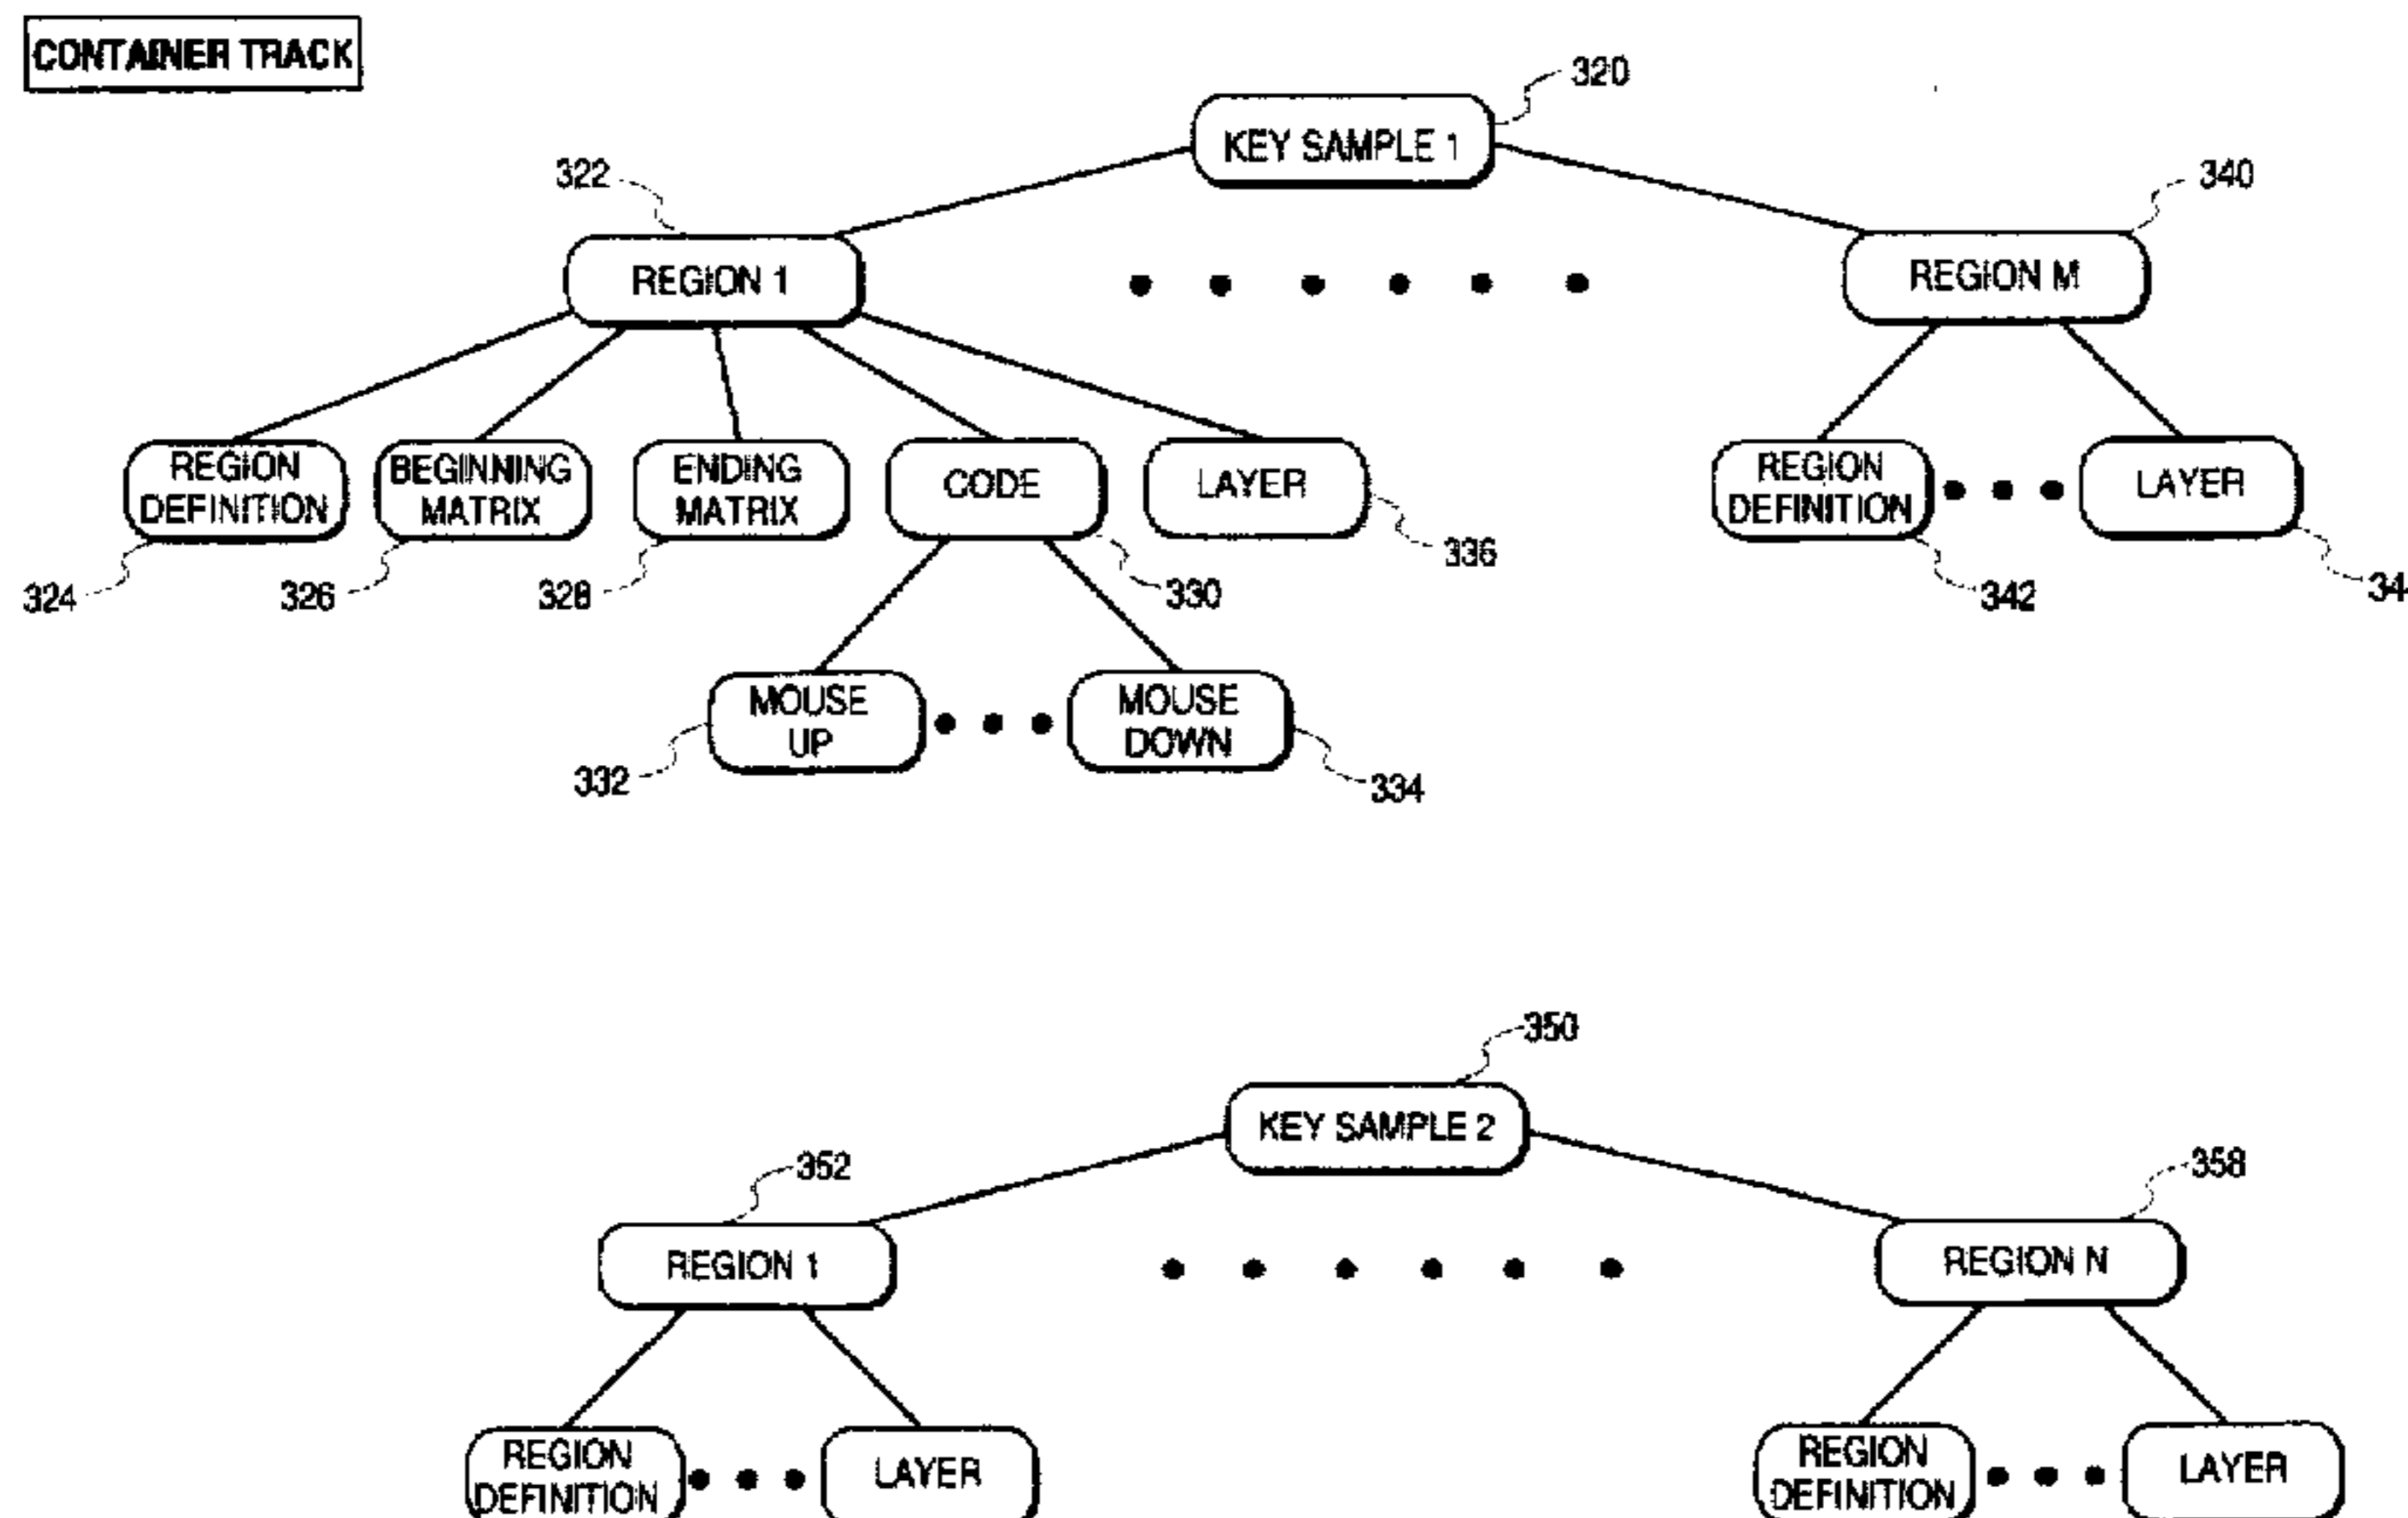 CONTAINER TRACK
320
KEY SAMPLE 1
322
340
REGION 1
REGION M
REGION
DEFINITION
BEGINNING
MATRIX
ENDING
MATRIX
CODE
LAYER
REGION
DEFINITION
LAYER
324
326
328
330
336
342
MOUSE
UP
MOUSE
DOWN
332
334
350
KEY SAMPLE 2
352
358
REGION 1
REGION N
REGION
DEFINITION
LAYER
REGION
DEFINITION
LAYER